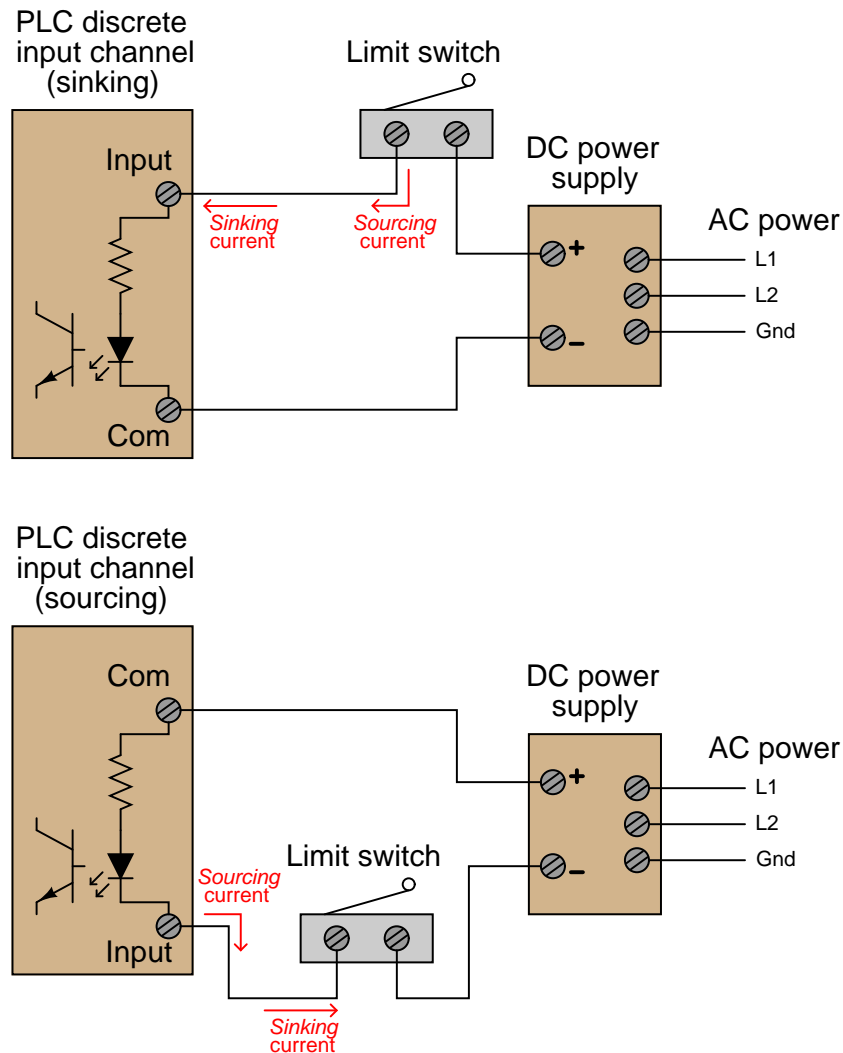 PLC discrete
input channel
(sinking)
Limit switch
Input
DC power
supply
Sinking
current
Sourcing
current
AC power
+
L1
L2
–
Gnd
Com
PLC discrete
input channel
(sourcing)
Com
DC power
supply
AC power
+
L1
L2
Limit switch
–
Gnd
Sourcing
current
Input
Sinking
current